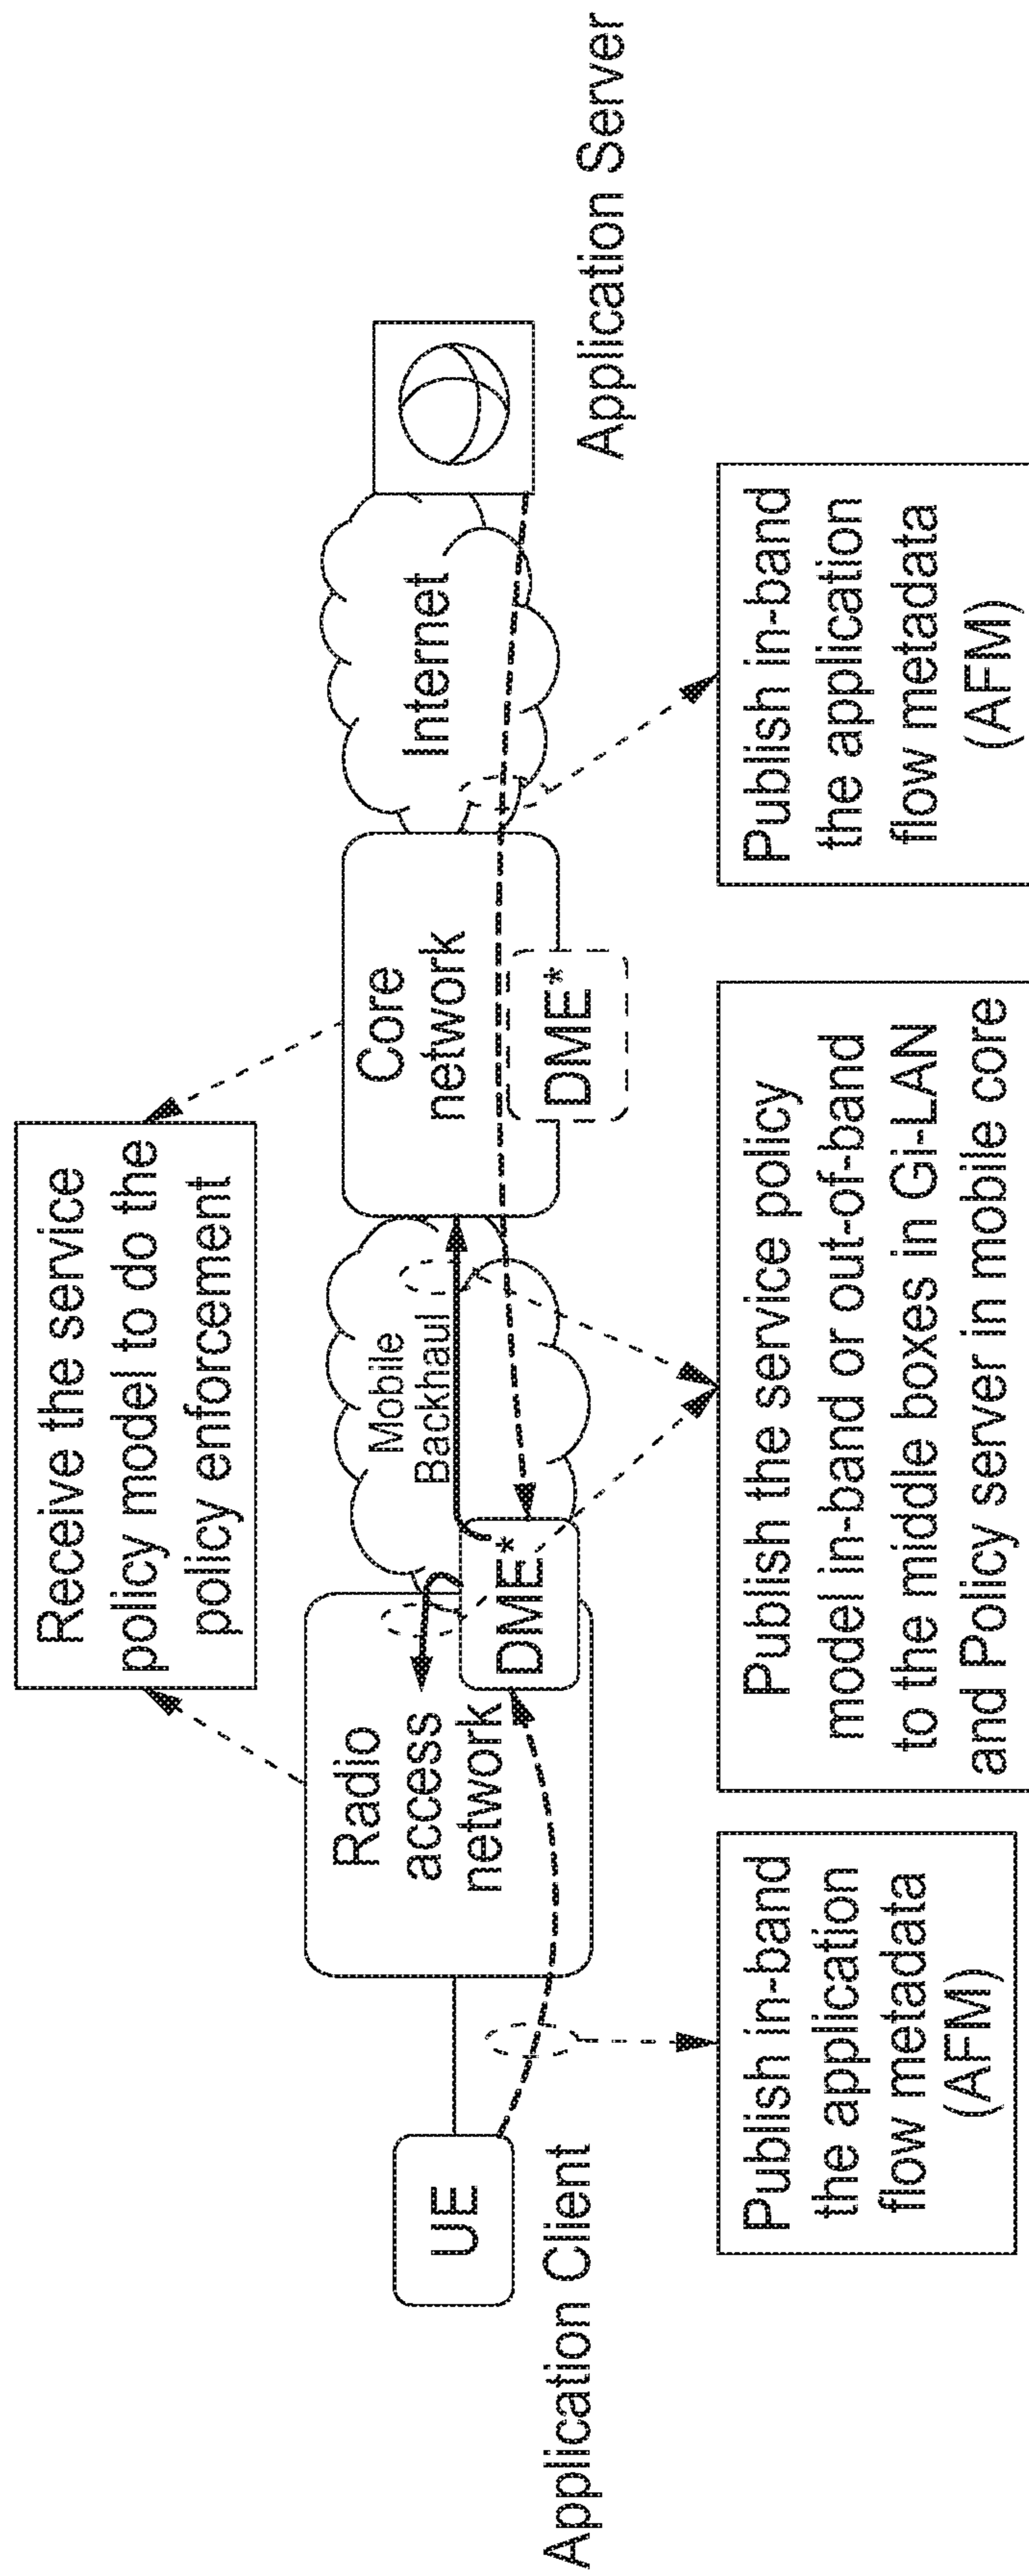 Receive the service
policy model to do the
policy enforcement
UE
Application Client
Radio
access
network
DME*
Mobile
Backhaul
Core
network
DME*
Internet
Application Server
Publish in-band
the application
flow metadata
(AFM)
Publish the service policy
model in-band or out-of-band
to the middle boxes in Gi-LAN
and Policy server in mobile core
Publish in-band
the application
flow metadata
(AFM)